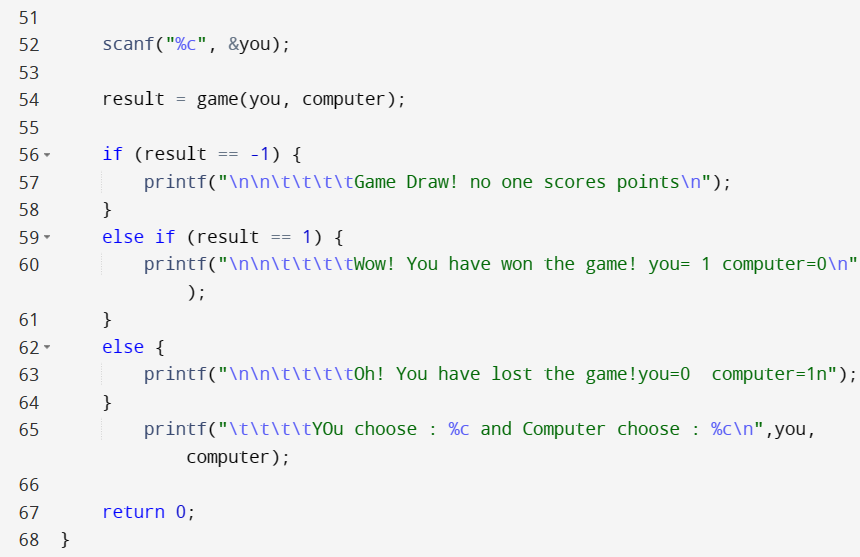 51
52 scanf("%c", &you);
53
54 result = game(you, computer);
55
56 if (result == -1) {
57 printf("\n\n\t\t\t\tGame Draw! no one scores points\n");
58 }
59 else if (result == 1) {
60 printf("\n\n\t\t\t\tWow! You have won the game! you= 1 computer=0\n"
);
61 }
62 else {
63 printf("\n\n\t\t\t\tOh! You have lost the game!you=0  computer=1n");
64 }
65 printf("\t\t\t\tYOu choose : %c and Computer choose : %c\n",you,
computer);
66
67 return 0;
68 }